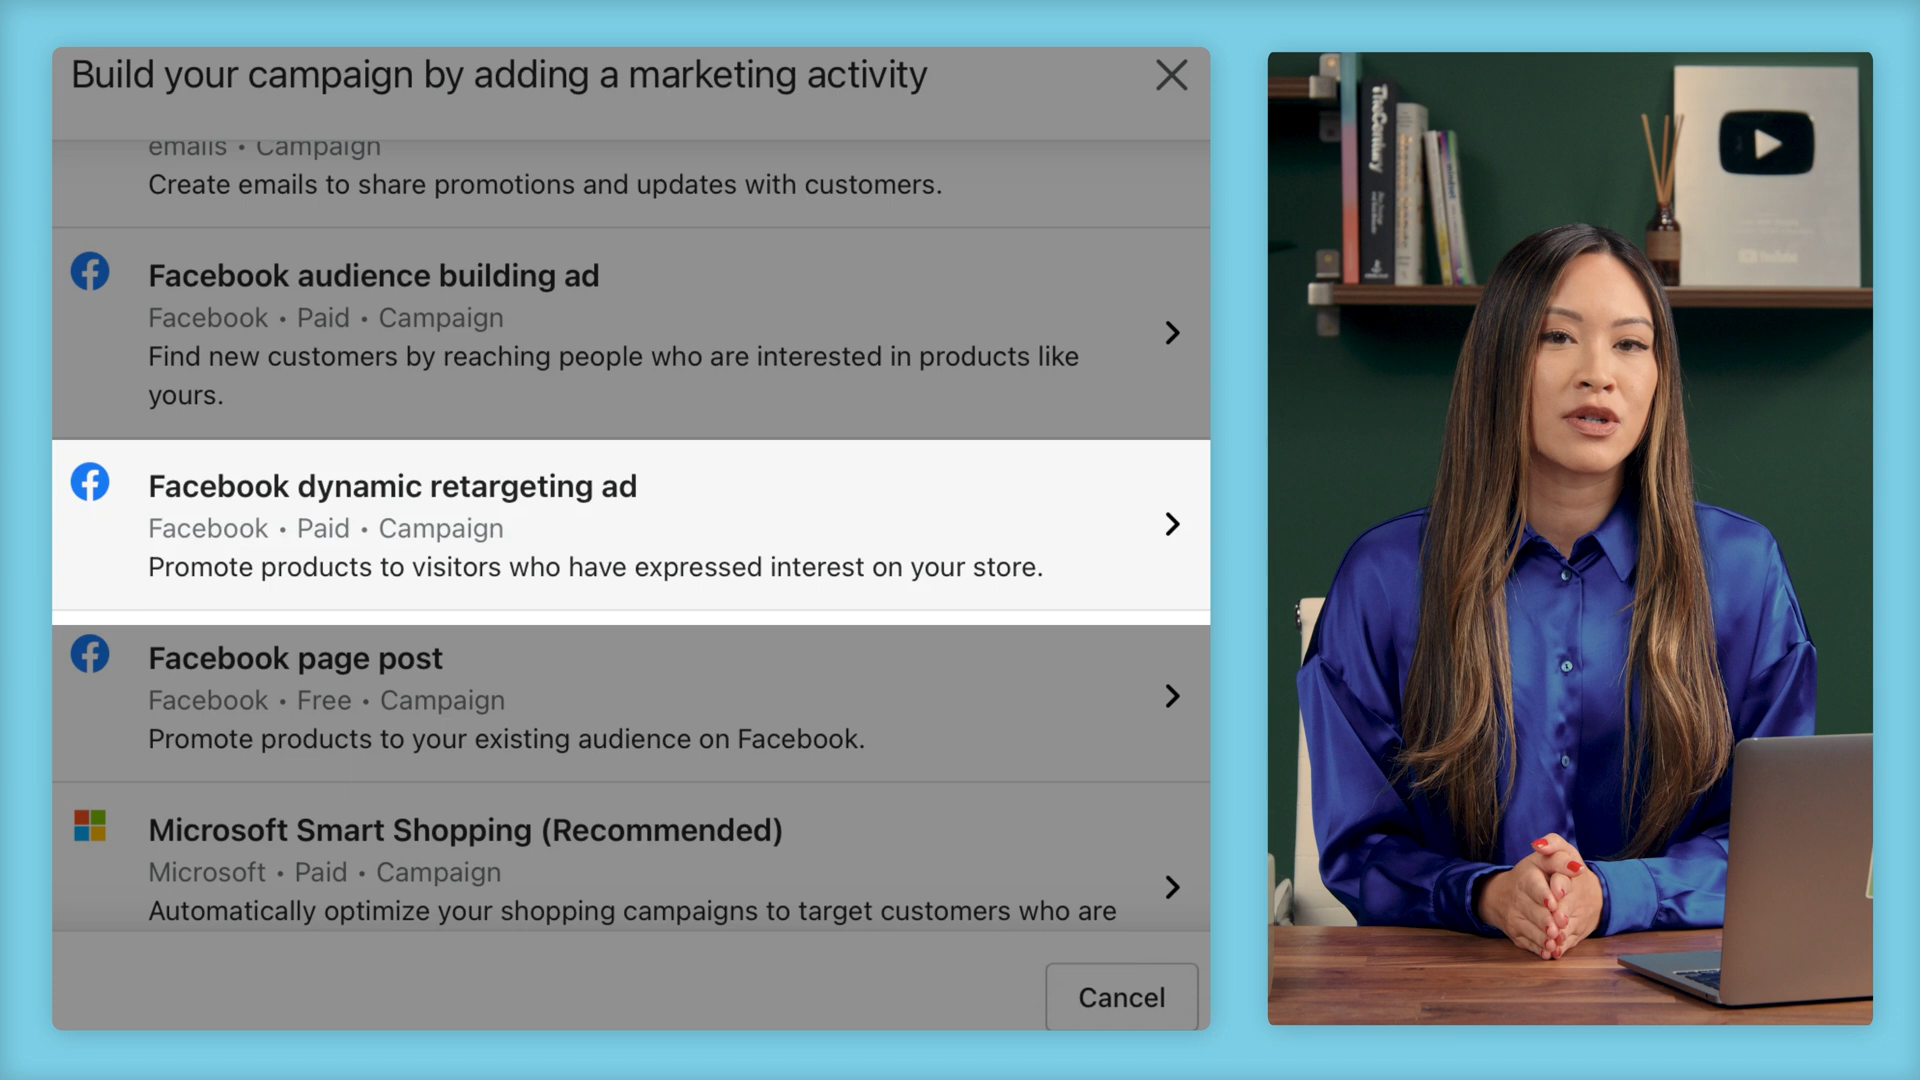 Build your campaign by adding a marketing activity
emails • Campaign
Create emails to share promotions and updates with customers.
Facebook audience building ad
Facebook • Paid • Campaign
Find new customers by reaching people who are interested in products like
yours.
Facebook dynamic retargeting ad
Facebook • Paid • Campaign
Promote products to visitors who have expressed interest on your store.
Facebook page post
Facebook • Free • Campaign
Promote products to your existing audience on Facebook.
Microsoft Smart Shopping (Recommended)
Microsoft • Paid • Campaign
Automatically optimize your shopping campaigns to target customers who are
Cancel
TheCentury
YouTube